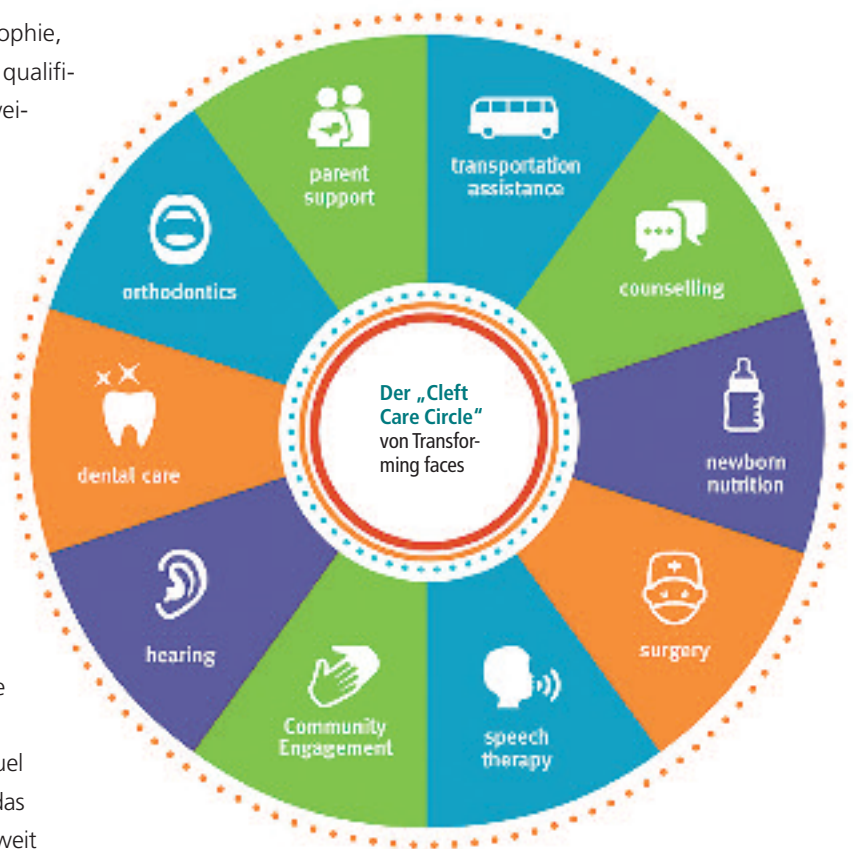 ophie,
qualifi-
vei-
parent
support
transportation
assistance
counselling
newborn
nutrition
surgery
speech
therapy
Community
Engagement
hearing
dental care
orthodontics
Der „Cleft
Care Circle“
von Transfor-
ming faces
e
uel
das
weit